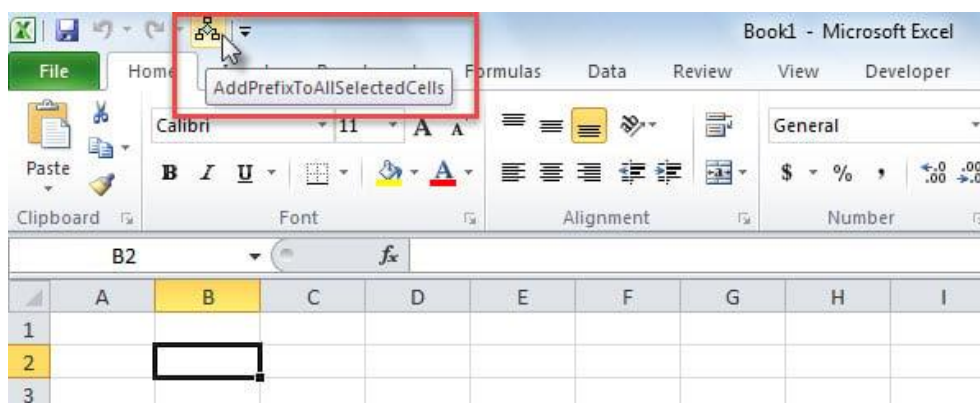 Book1 - Microsoft Excel
File Home Formulas Data Review View Developer
AddPrefixToAllSelectedCells
Calibri 11 A A General
Paste B I U A $ % , .0 .00
Clipboard Font Alignment Number
B2 fx
A B C D E F G H I
1
2
3